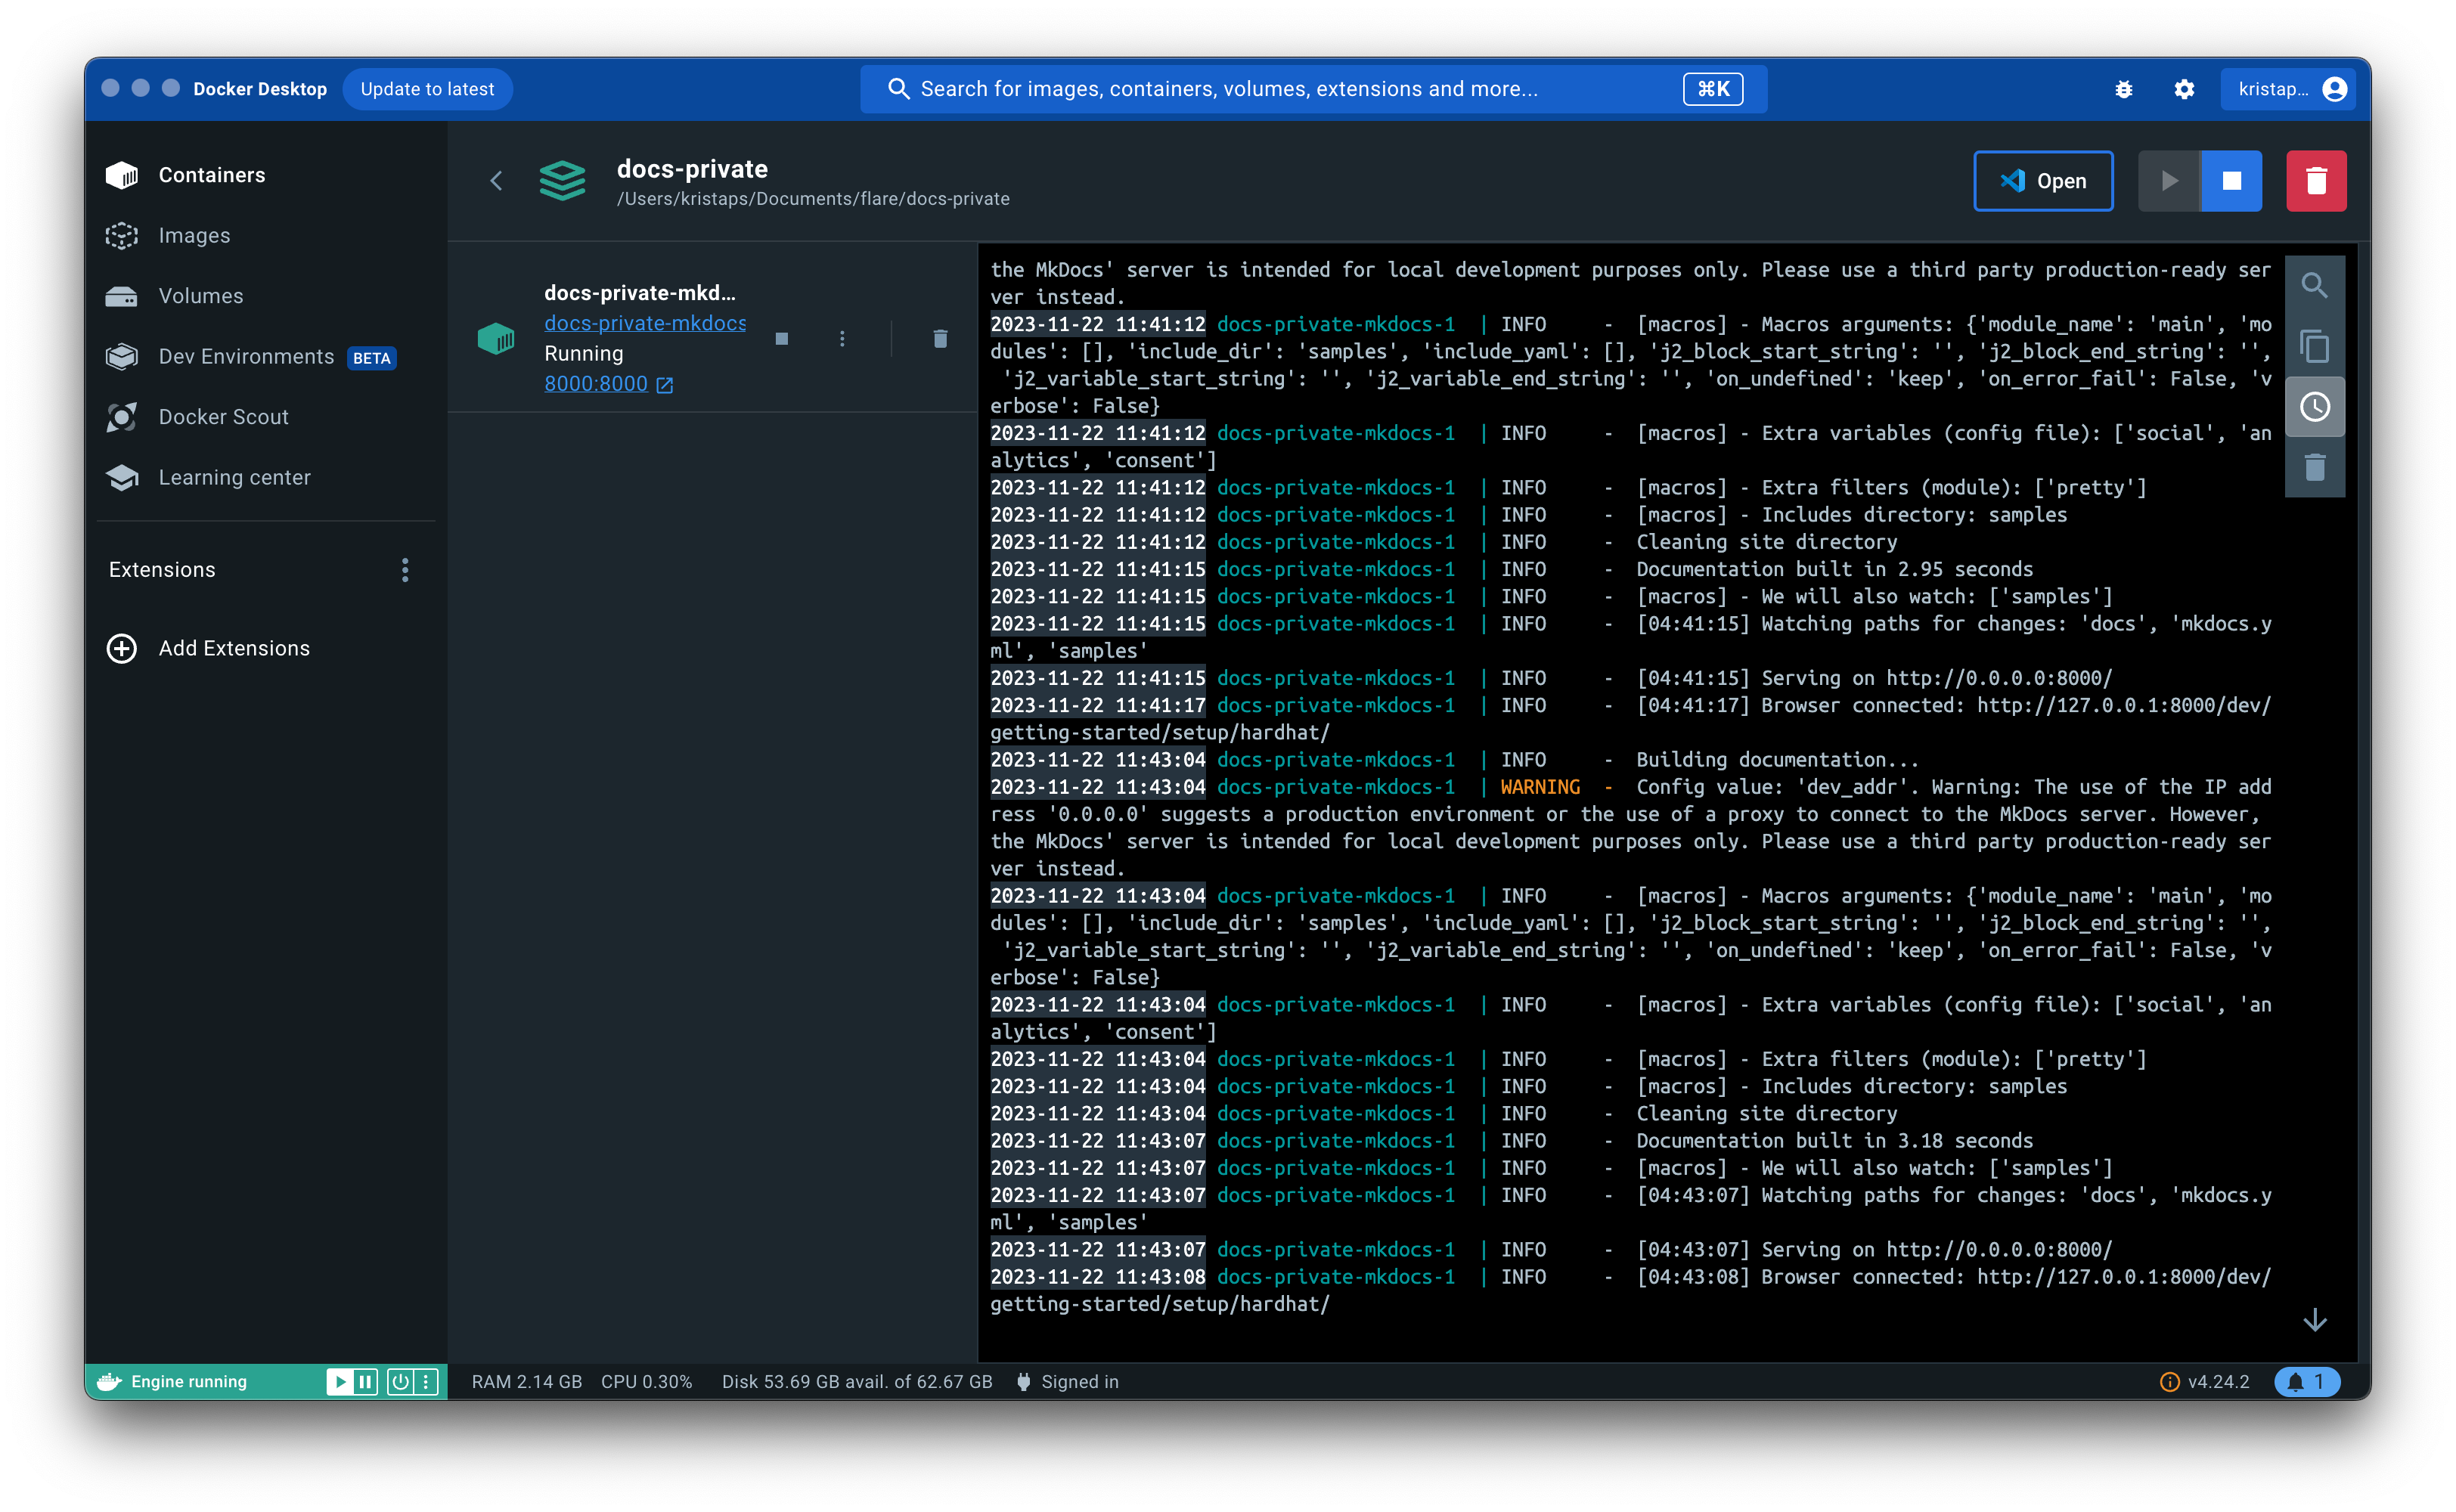 Docker Desktop
Update to latest
Search for images, containers, volumes, extensions and more...
⌘K
kristap...
Containers
Images
Volumes
Dev Environments BETA
Docker Scout
Learning center
Extensions
Add Extensions
docs-private
/Users/kristaps/Documents/flare/docs-private
Open
docs-private-mkd...
docs-private-mkdocs
Running
8000:8000
the MkDocs' server is intended for local development purposes only. Please use a third party production-ready ser
ver instead.
2023-11-22 11:41:12 docs-private-mkdocs-1  | INFO     -  [macros] - Macros arguments: {'module_name': 'main', 'mo
dules': [], 'include_dir': 'samples', 'include_yaml': [], 'j2_block_start_string': '', 'j2_block_end_string': '',
 'j2_variable_start_string': '', 'j2_variable_end_string': '', 'on_undefined': 'keep', 'on_error_fail': False, 'v
erbose': False}
2023-11-22 11:41:12 docs-private-mkdocs-1  | INFO     -  [macros] - Extra variables (config file): ['social', 'an
alytics', 'consent']
2023-11-22 11:41:12 docs-private-mkdocs-1  | INFO     -  [macros] - Extra filters (module): ['pretty']
2023-11-22 11:41:12 docs-private-mkdocs-1  | INFO     -  [macros] - Includes directory: samples
2023-11-22 11:41:12 docs-private-mkdocs-1  | INFO     -  Cleaning site directory
2023-11-22 11:41:15 docs-private-mkdocs-1  | INFO     -  Documentation built in 2.95 seconds
2023-11-22 11:41:15 docs-private-mkdocs-1  | INFO     -  [macros] - We will also watch: ['samples']
2023-11-22 11:41:15 docs-private-mkdocs-1  | INFO     -  [04:41:15] Watching paths for changes: 'docs', 'mkdocs.y
ml', 'samples'
2023-11-22 11:41:15 docs-private-mkdocs-1  | INFO     -  [04:41:15] Serving on http://0.0.0.0:8000/
2023-11-22 11:41:17 docs-private-mkdocs-1  | INFO     -  [04:41:17] Browser connected: http://127.0.0.1:8000/dev/
getting-started/setup/hardhat/
2023-11-22 11:43:04 docs-private-mkdocs-1  | INFO     -  Building documentation...
2023-11-22 11:43:04 docs-private-mkdocs-1  | WARNING  -  Config value: 'dev_addr'. Warning: The use of the IP add
ress '0.0.0.0' suggests a production environment or the use of a proxy to connect to the MkDocs server. However,
the MkDocs' server is intended for local development purposes only. Please use a third party production-ready ser
ver instead.
2023-11-22 11:43:04 docs-private-mkdocs-1  | INFO     -  [macros] - Macros arguments: {'module_name': 'main', 'mo
dules': [], 'include_dir': 'samples', 'include_yaml': [], 'j2_block_start_string': '', 'j2_block_end_string': '',
 'j2_variable_start_string': '', 'j2_variable_end_string': '', 'on_undefined': 'keep', 'on_error_fail': False, 'v
erbose': False}
2023-11-22 11:43:04 docs-private-mkdocs-1  | INFO     -  [macros] - Extra variables (config file): ['social', 'an
alytics', 'consent']
2023-11-22 11:43:04 docs-private-mkdocs-1  | INFO     -  [macros] - Extra filters (module): ['pretty']
2023-11-22 11:43:04 docs-private-mkdocs-1  | INFO     -  [macros] - Includes directory: samples
2023-11-22 11:43:04 docs-private-mkdocs-1  | INFO     -  Cleaning site directory
2023-11-22 11:43:07 docs-private-mkdocs-1  | INFO     -  Documentation built in 3.18 seconds
2023-11-22 11:43:07 docs-private-mkdocs-1  | INFO     -  [macros] - We will also watch: ['samples']
2023-11-22 11:43:07 docs-private-mkdocs-1  | INFO     -  [04:43:07] Watching paths for changes: 'docs', 'mkdocs.y
ml', 'samples'
2023-11-22 11:43:07 docs-private-mkdocs-1  | INFO     -  [04:43:07] Serving on http://0.0.0.0:8000/
2023-11-22 11:43:08 docs-private-mkdocs-1  | INFO     -  [04:43:08] Browser connected: http://127.0.0.1:8000/dev/
getting-started/setup/hardhat/
Engine running
RAM 2.14 GB CPU 0.30% Disk 53.69 GB avail. of 62.67 GB Signed in
v4.24.2
1